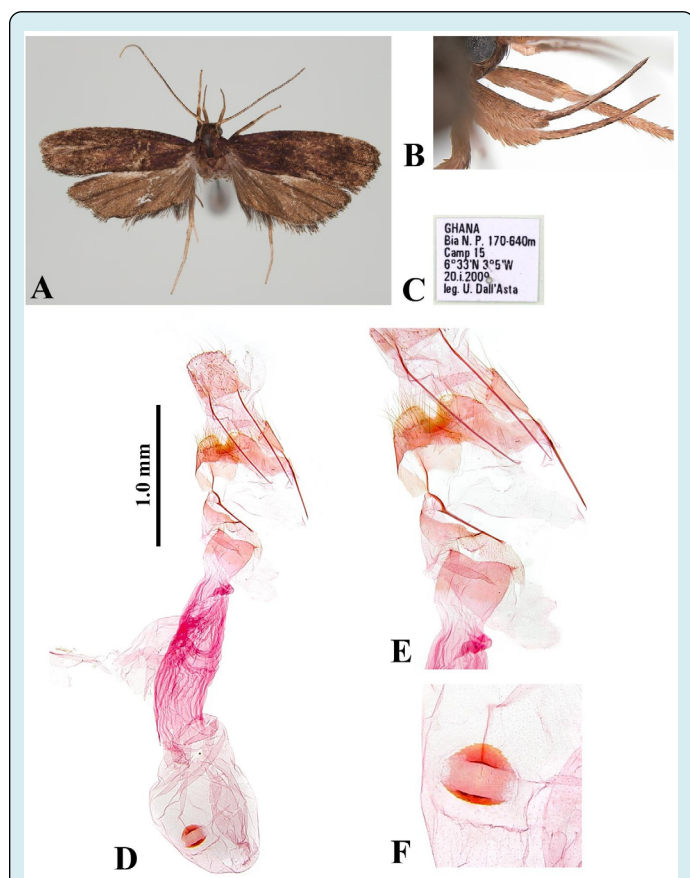 A
B
C
GHANA
Bia N. P. 170-640m
Camp 15
6°33'N 3°5'W
20.i.2009
leg. U. Dall'Asta
1.0 mm
D
E
F